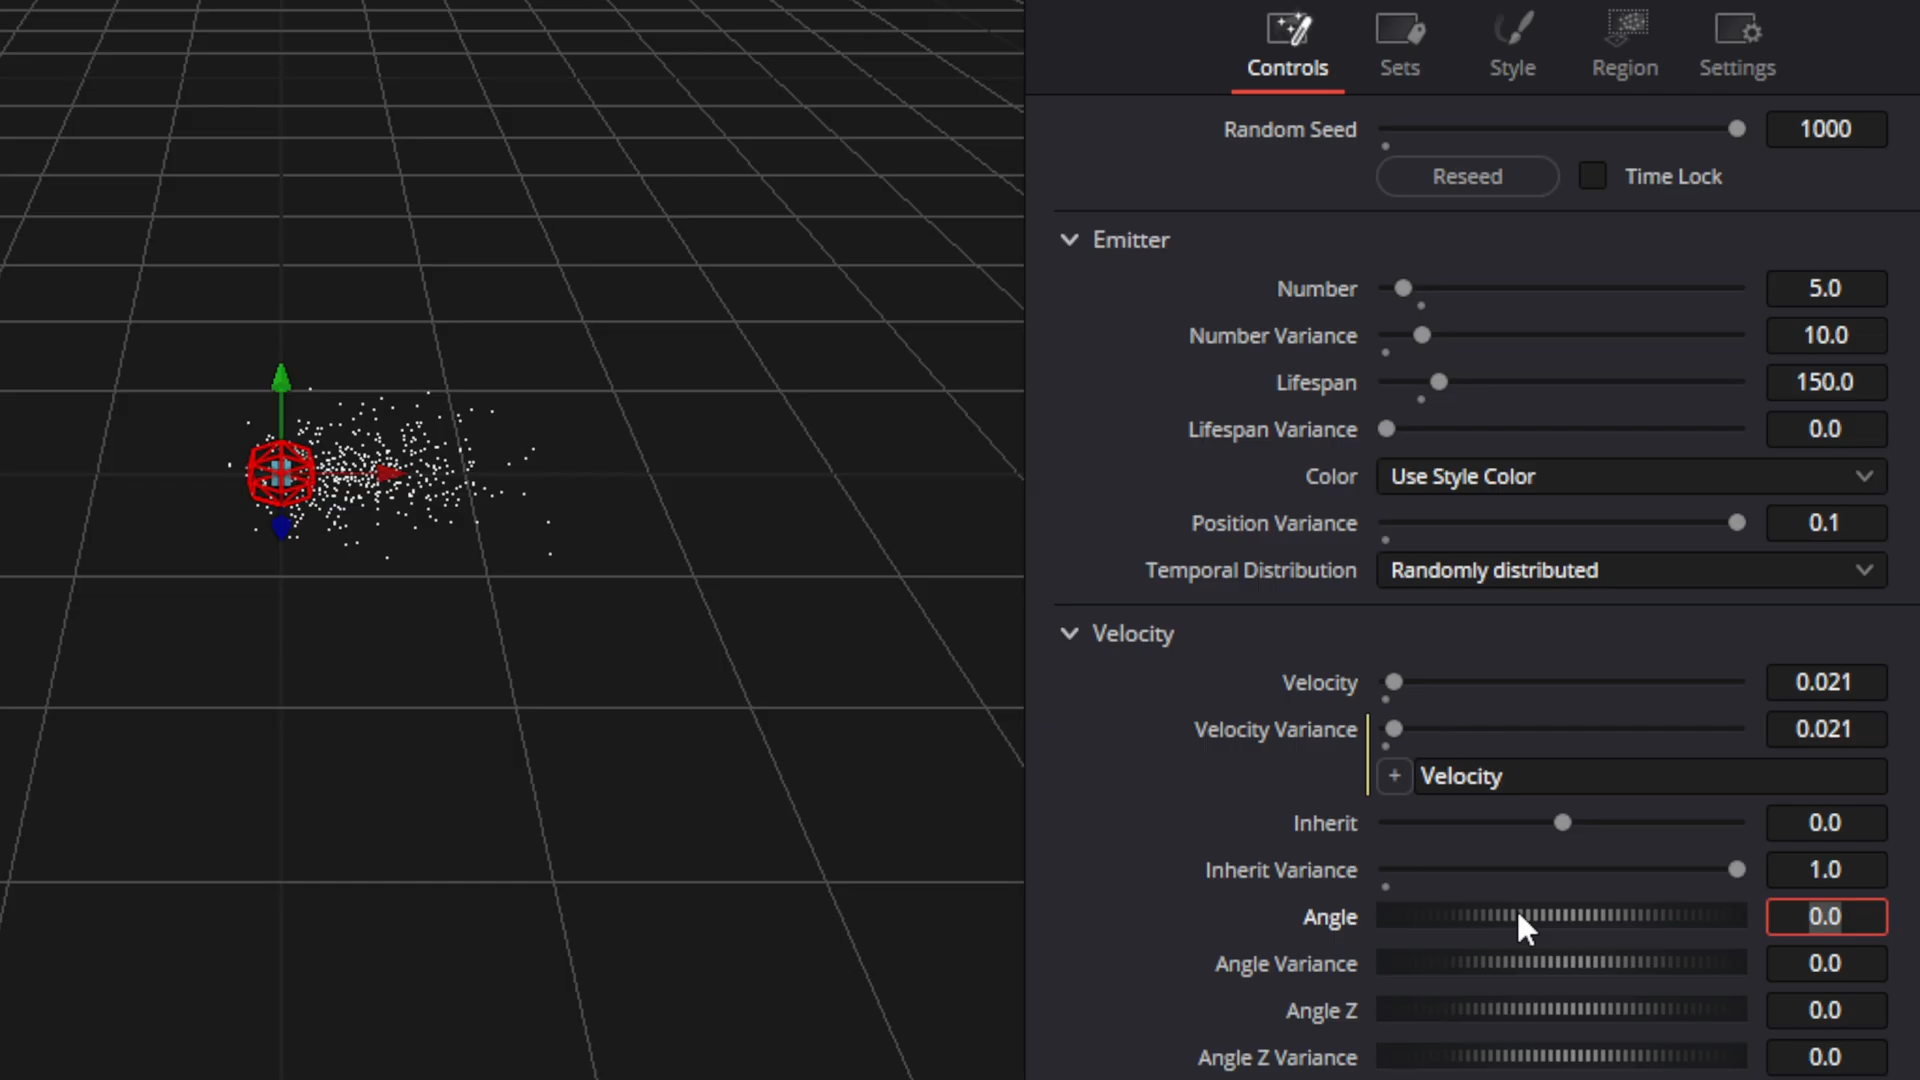 Controls Sets Style Region Settings
Random Seed 1000
Reseed Time Lock
Emitter
Number 5.0
Number Variance 10.0
Lifespan 150.0
Lifespan Variance 0.0
Color Use Style Color
Position Variance 0.1
Temporal Distribution Randomly distributed
Velocity
Velocity 0.021
Velocity Variance 0.021
+ Velocity
Inherit 0.0
Inherit Variance 1.0
Angle 0.0
Angle Variance 0.0
Angle Z 0.0
Angle Z Variance 0.0